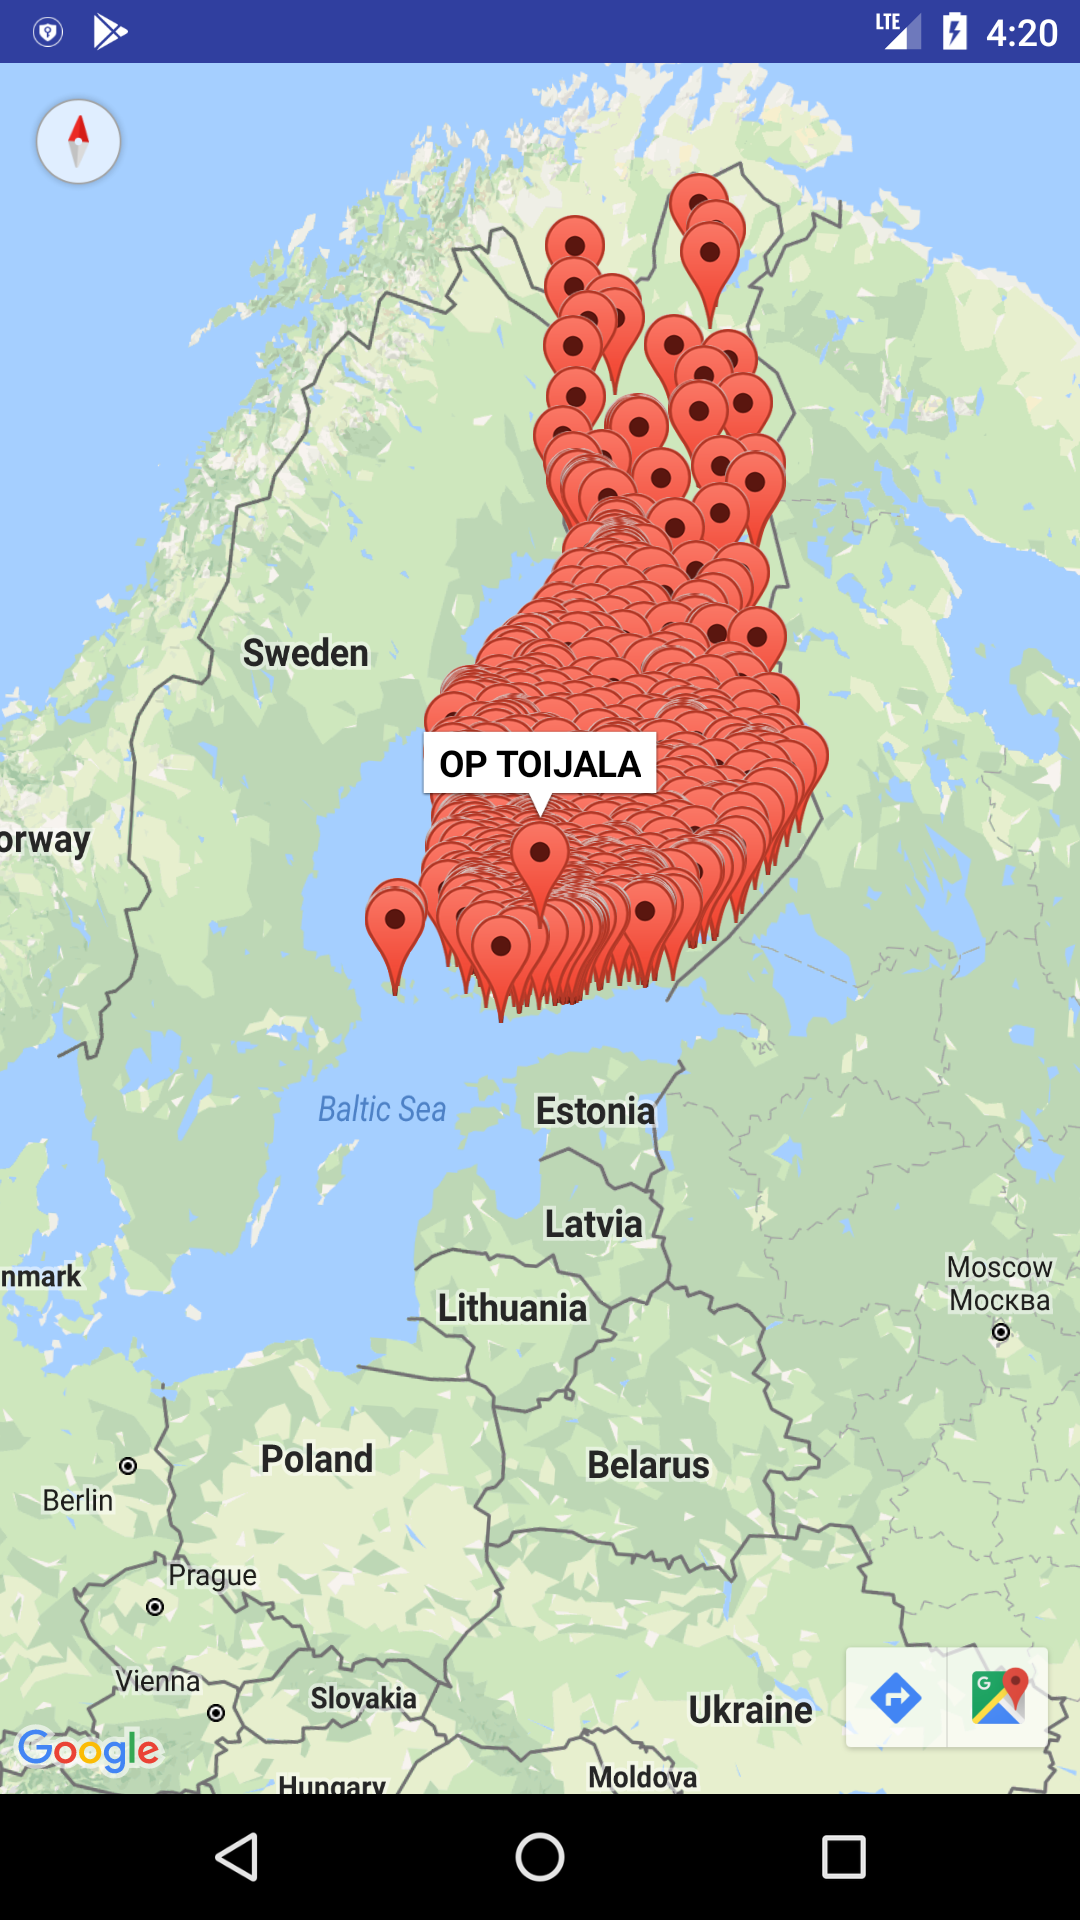 LTE 4:20
Sweden
OP TOIJALA
orway
Baltic Sea
Estonia
Latvia
Moscow
Москва
nmark
Lithuania
Poland
Belarus
Berlin
Prague
Vienna
Slovakia
Ukraine
G
Google
Hungary
Moldova